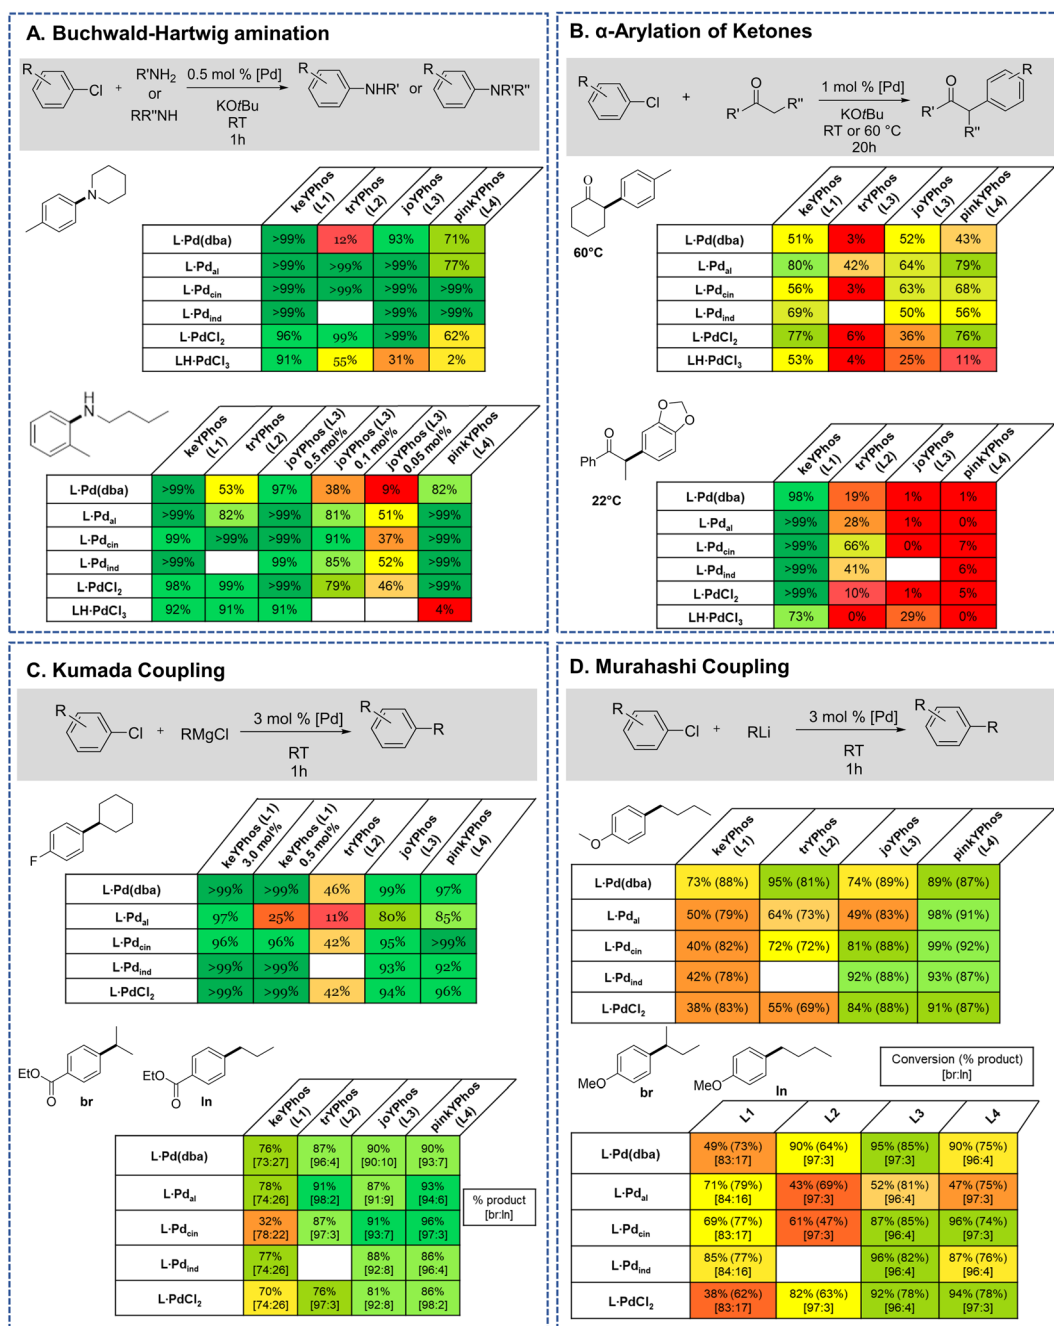 A. Buchwald-Hartwig amination
R
Cl
+
R'NH2
or
RR"NH
0.5 mol % [Pd]
KOtBu
RT
1h
R
NHR'
or
R
NR'R"
N
keYPhos (L1) trYPhos (L2) joYPhos (L3) pinkYPhos (L4)
L·Pd(dba) >99% 12% 93% 71%
L·Pdal >99% >99% >99% 77%
L·Pdcin >99% >99% >99% >99%
L·Pdind >99% >99% >99%
L·PdCl2 96% 99% >99% 62%
LH·PdCl3 91% 55% 31% 2%
H
N
keYPhos (L1) trYPhos (L2) joYPhos (L3) 0.5 mol% joYPhos (L3) 0.1 mol% joYPhos (L3) 0.05 mol% pinkYPhos (L4)
L·Pd(dba) >99% 53% 97% 38% 9% 82%
L·Pdal >99% 82% >99% 81% 51% >99%
L·Pdcin 99% >99% >99% 91% 37% >99%
L·Pdind >99% 99% 85% 52% >99%
L·PdCl2 98% 99% >99% 79% 46% >99%
LH·PdCl3 92% 91% 91% 4%
B. α-Arylation of Ketones
R
Cl
+
O
R' R"
1 mol % [Pd]
KOtBu
RT or 60 °C
20h
O
R
R'
R"
O
60°C
keYPhos (L1) trYPhos (L2) joYPhos (L3) pinkYPhos (L4)
L·Pd(dba) 51% 3% 52% 43%
L·Pdal 80% 42% 64% 79%
L·Pdcin 56% 3% 63% 68%
L·Pdind 69% 50% 56%
L·PdCl2 77% 6% 36% 76%
LH·PdCl3 53% 4% 25% 11%
O
O
O
Ph
22°C
keYPhos (L1) trYPhos (L2) joYPhos (L3) pinkYPhos (L4)
L·Pd(dba) 98% 19% 1% 1%
L·Pdal >99% 28% 1% 0%
L·Pdcin >99% 66% 0% 7%
L·Pdind >99% 41% 6%
L·PdCl2 >99% 10% 1% 5%
LH·PdCl3 73% 0% 29% 0%
C. Kumada Coupling
R
Cl
+
RMgCl
3 mol % [Pd]
RT
1h
R
R
F
keYPhos (L1) 3.0 mol% keYPhos (L1) 0.5 mol% trYPhos (L2) joYPhos (L3) pinkYPhos (L4)
L·Pd(dba) >99% >99% 46% 99% 97%
L·Pdal 97% 25% 11% 80% 85%
L·Pdcin 96% 96% 42% 95% >99%
L·Pdind >99% >99% 93% 92%
L·PdCl2 >99% >99% 42% 94% 96%
EtO
O
br
EtO
O
ln
keYPhos (L1) trYPhos (L2) joYPhos (L3) pinkYPhos (L4)
L·Pd(dba) 76% 87% 90% 90%
[73:27] [96:4] [90:10] [93:7]
L·Pdal 78% 91% 87% 93%
[74:26] [98:2] [91:9] [94:6]
L·Pdcin 32% 87% 91% 96%
[78:22] [97:3] [93:7] [97:3]
L·Pdind 77% 88% 86%
[74:26] [92:8] [96:4]
L·PdCl2 70% 76% 81% 86%
[74:26] [97:3] [92:8] [98:2]
% product
[br:ln]
D. Murahashi Coupling
R
Cl
+
RLi
3 mol % [Pd]
RT
1h
R
R
O
keYPhos (L1) trYPhos (L2) joYPhos (L3) pinkYPhos (L4)
L·Pd(dba) 73% (88%) 95% (81%) 74% (89%) 89% (87%)
L·Pdal 50% (79%) 64% (73%) 49% (83%) 98% (91%)
L·Pdcin 40% (82%) 72% (72%) 81% (88%) 99% (92%)
L·Pdind 42% (78%) 92% (88%) 93% (87%)
L·PdCl2 38% (83%) 55% (69%) 84% (88%) 91% (87%)
MeO
br
MeO
ln
Conversion (% product)
[br:ln]
L1 L2 L3 L4
L·Pd(dba) 49% (73%) 90% (64%) 95% (85%) 90% (75%)
[83:17] [97:3] [97:3] [96:4]
L·Pdal 71% (79%) 43% (69%) 52% (81%) 47% (75%)
[84:16] [97:3] [96:4] [97:3]
L·Pdcin 69% (77%) 61% (47%) 87% (85%) 96% (74%)
[83:17] [97:3] [96:4] [97:3]
L·Pdind 85% (77%) 96% (82%) 87% (76%)
[84:16] [96:4] [96:4]
L·PdCl2 38% (62%) 82% (63%) 92% (78%) 94% (78%)
[83:17] [97:3] [96:4] [97:3]